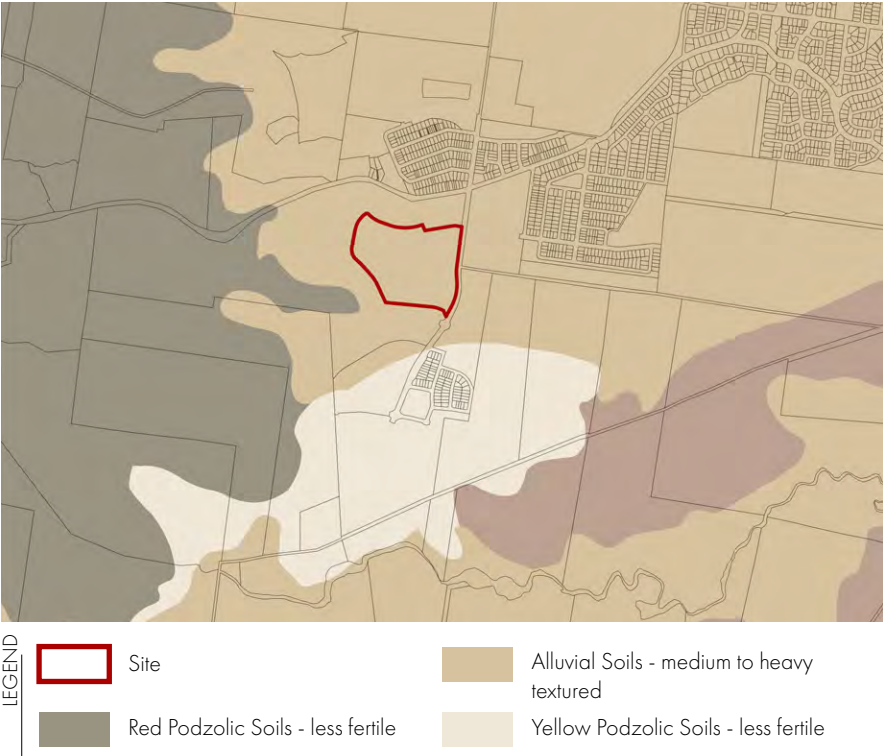 LEGEND
Site
Alluvial Soils - medium to heavy
textured
Red Podzolic Soils - less fertile
Yellow Podzolic Soils - less fertile